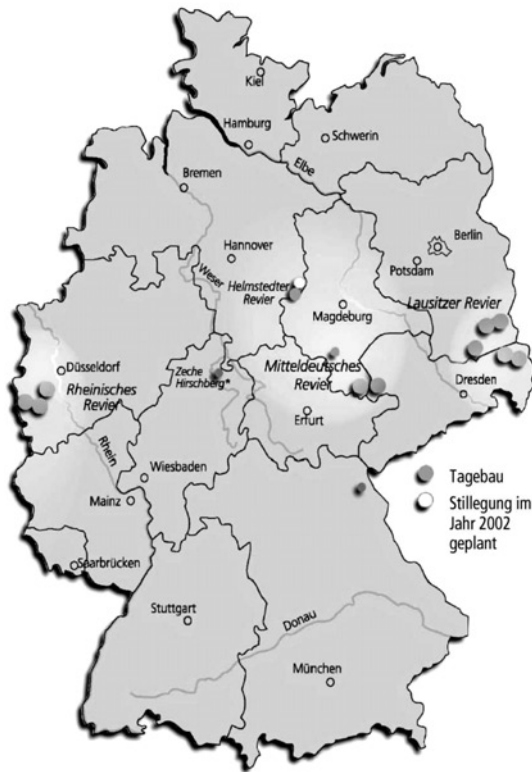 Kiel
Hamburg
Schwerin
Elbe
Bremen
Berlin
Hannover
Potsdam
Weser
Helmstedter
Revier
Lausitzer Revier
Magdeburg
Zeche
Hirschberg*
Mitteldeutsches
Revier
Düsseldorf
Rheinisches
Revier
Dresden
Erfurt
Rhein
Wiesbaden
Mainz
Tagebau
Stillegung im
Jahr 2002
geplant
Saarbrücken
Stuttgart
Donau
München